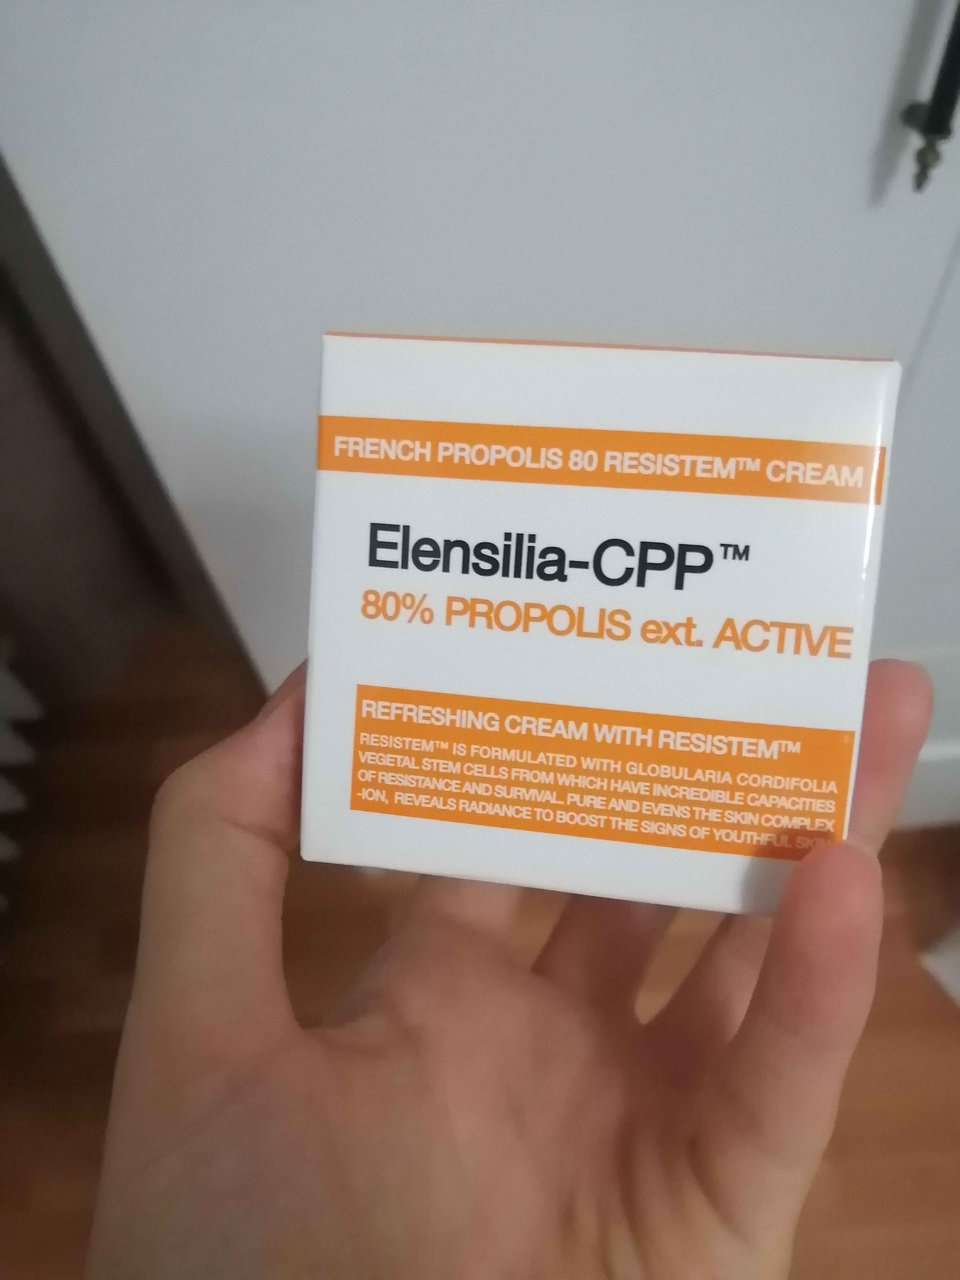 FRENCH PROPOLIS 80 RESISTEM™ CREAM
Elensilia-CPP™
80% PROPOLIS ext. ACTIVE
REFRESHING CREAM WITH RESISTEM™
RESISTEM™ IS FORMULATED WITH GLOBULARIA CORDIFOLIA
VEGETAL STEM CELLS FROM WHICH HAVE INCREDIBLE CAPACITIES
OF RESISTANCE AND SURVIVAL. PURE AND EVENS THE SKIN COMPLEX
-ION, REVEALS RADIANCE TO BOOST THE SIGNS OF YOUTHFUL SKIN